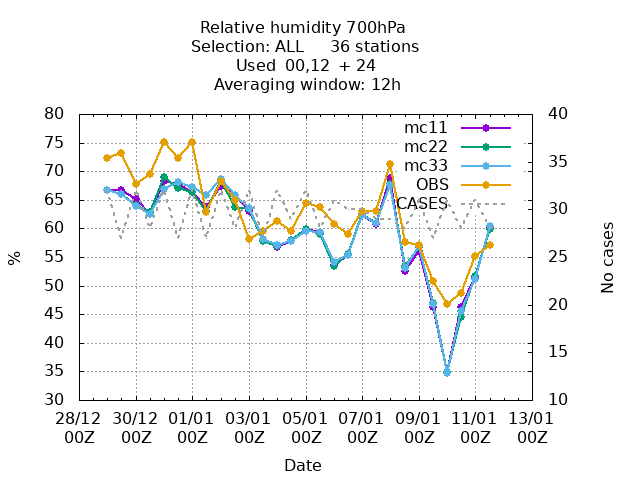 Relative humidity 700hPa
Selection: ALL     36 stations
Used  00,12  + 24
Averaging window: 12h
80
75
70
65
60
55
50
45
40
35
30
%
40
35
30
25
20
15
10
No cases
mc11
mc22
mc33
OBS
CASES
28/12 30/12 01/01 03/01 05/01 07/01 09/01 11/01 13/01
00Z 00Z 00Z 00Z 00Z 00Z 00Z 00Z 00Z
Date